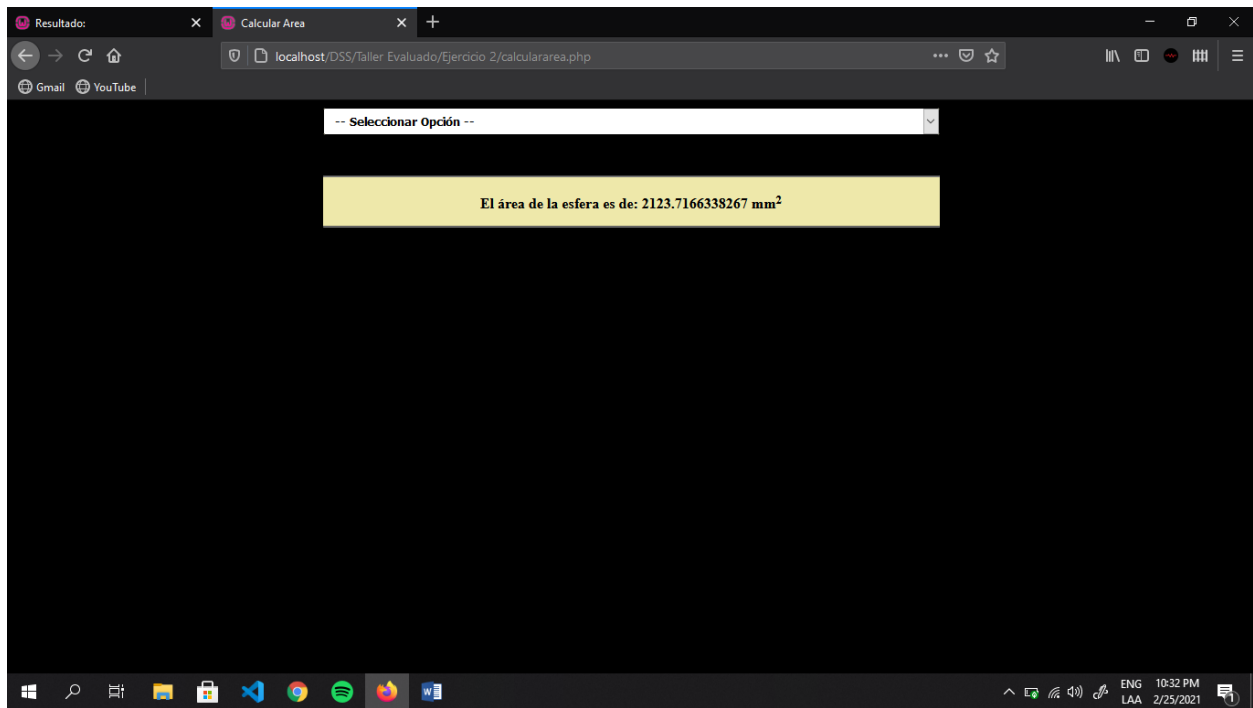 Resultado:
Calcular Area
localhost/DSS/Taller Evaluado/Ejercicio 2/calculararea.php
Gmail YouTube
-- Seleccionar Opción --
El área de la esfera es de: 2123.7166338267 mm²
ENG 10:32 PM
LAA 2/25/2021